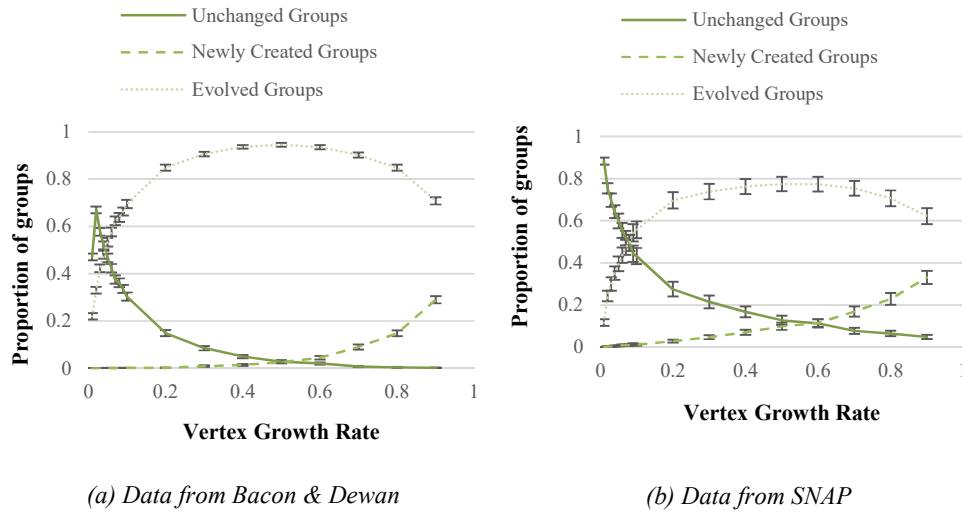 Unchanged Groups
Newly Created Groups
Evolved Groups
Proportion of groups
1
0.8
0.6
0.4
0.2
0
0 0.2 0.4 0.6 0.8 1
Vertex Growth Rate
(a) Data from Bacon & Dewan
Unchanged Groups
Newly Created Groups
Evolved Groups
Proportion of groups
1
0.8
0.6
0.4
0.2
0
0 0.2 0.4 0.6 0.8 1
Vertex Growth Rate
(b) Data from SNAP